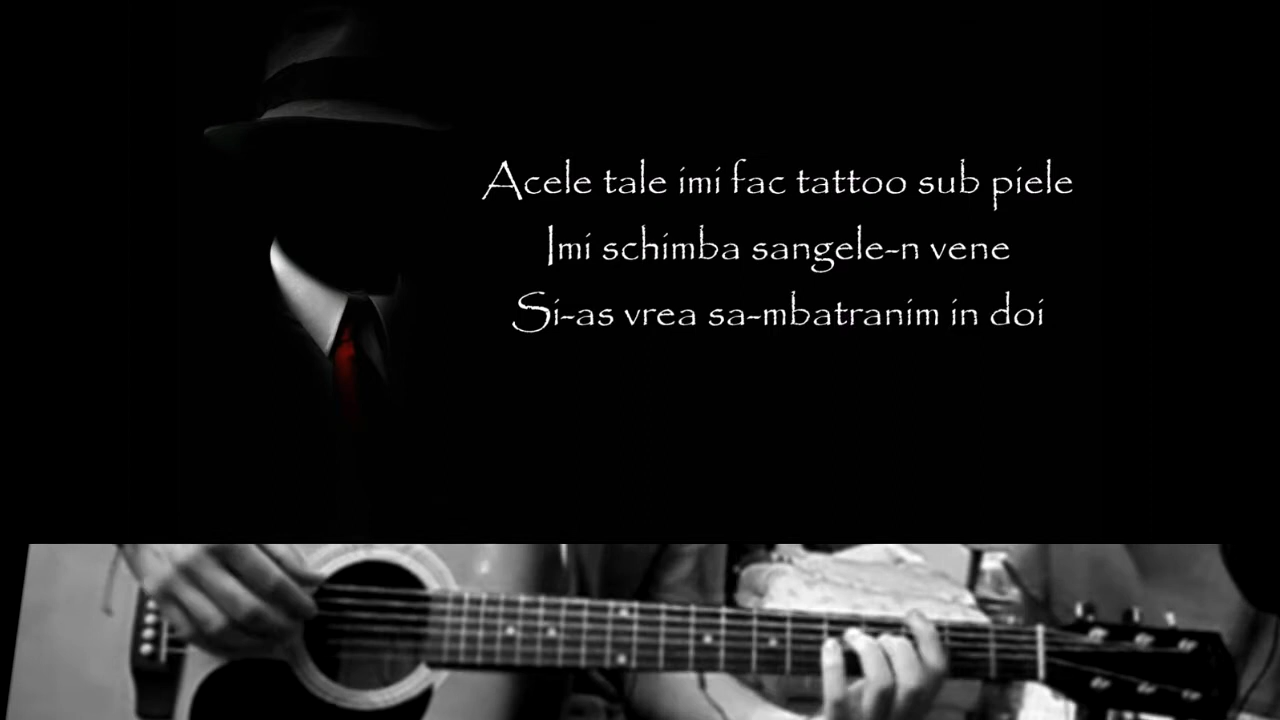 Acele tale imi fac tattoo sub piele
Imi schimba sangele-n vene
Si-as vrea sa-mbatranim in doi